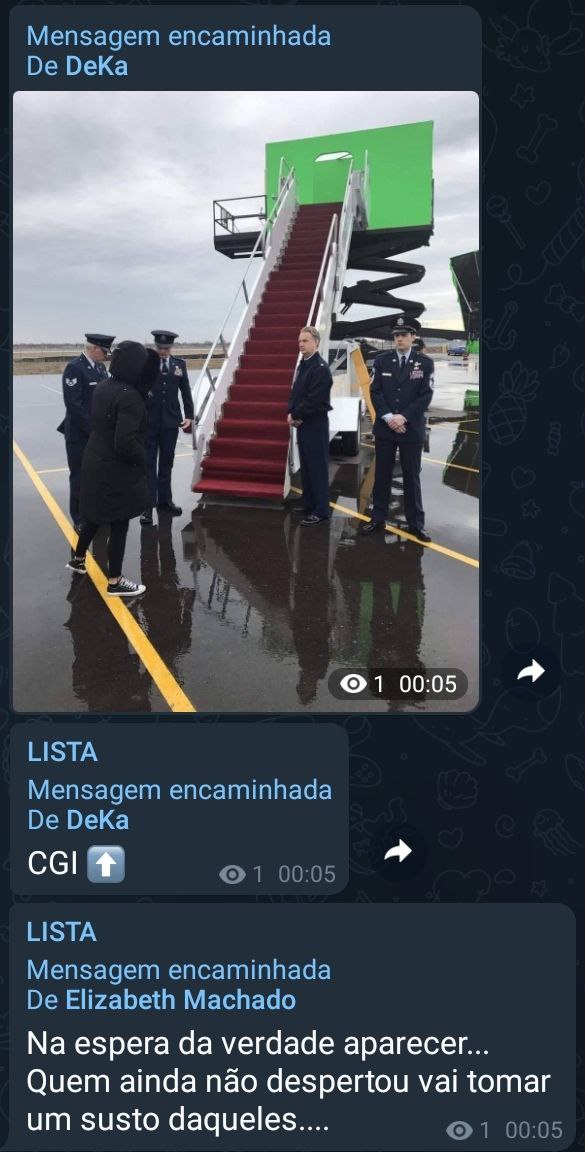 Mensagem encaminhada
De DeKa
1 00:05
LISTA
Mensagem encaminhada
De DeKa
CGI ⬆️
1 00:05
LISTA
Mensagem encaminhada
De Elizabeth Machado
Na espera da verdade aparecer...
Quem ainda não despertou vai tomar
um susto daqueles....
1 00:05